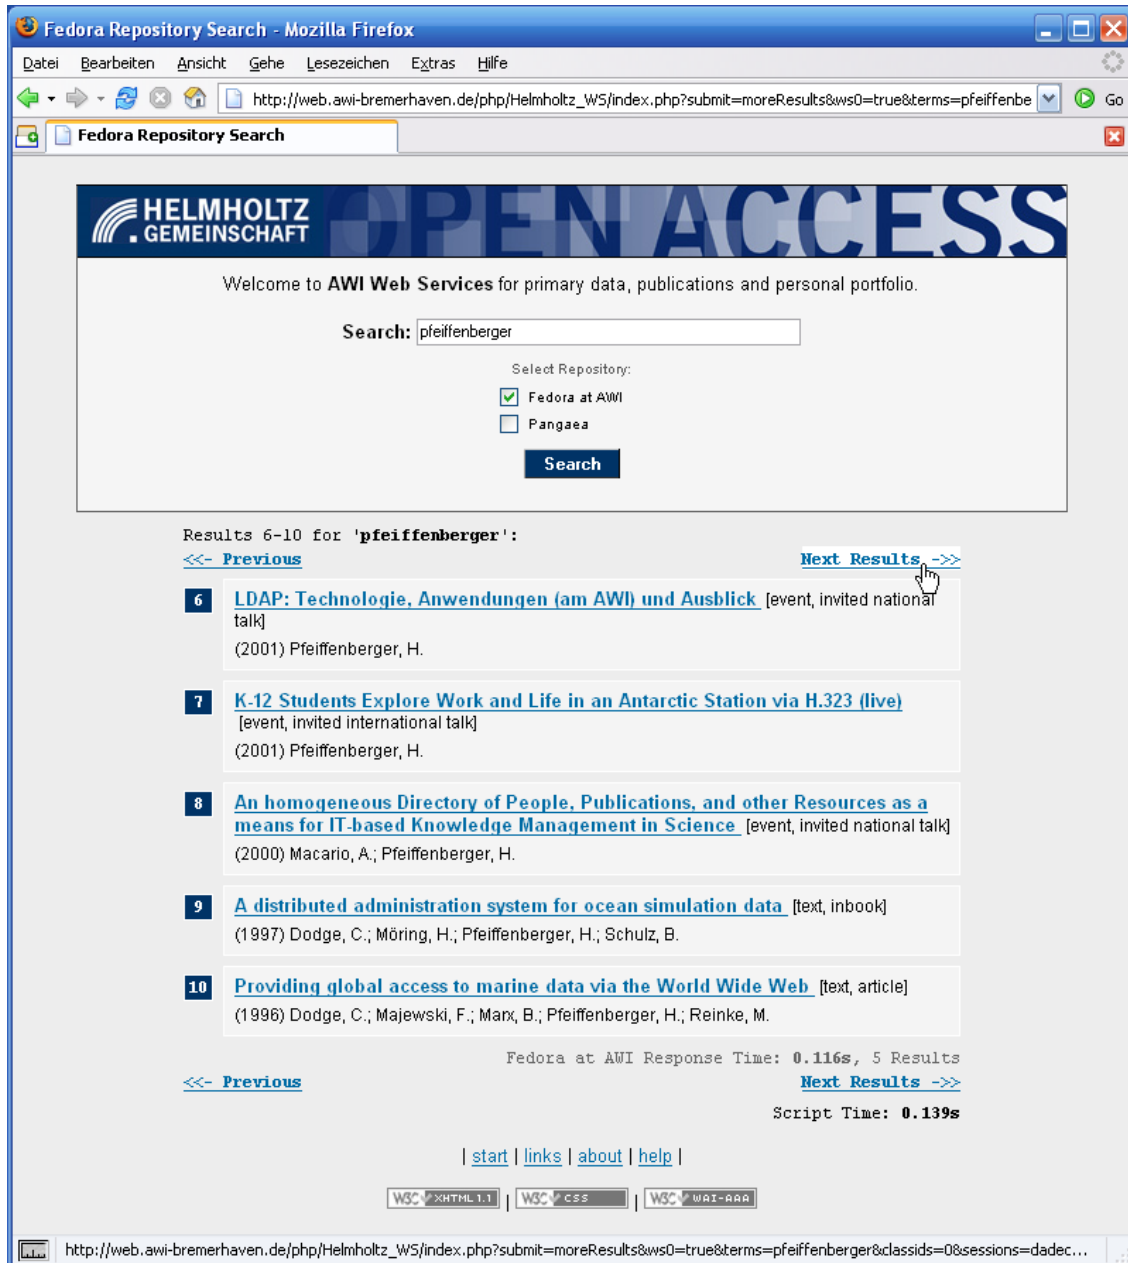 Fedora Repository Search - Mozilla Firefox
Datei Bearbeiten Ansicht Gehe Lesezeichen Extras Hilfe
http://web.awi-bremerhaven.de/php/Helmholtz_WS/index.php?submit=moreResults&ws0=true&terms=pfeiffenbe Go
Fedora Repository Search
HELMHOLTZ
GEMEINSCHAFT
OPEN ACCESS
Welcome to AWI Web Services for primary data, publications and personal portfolio.
Search: pfeiffenberger
Select Repository:
Fedora at AWI
Pangaea
Search
Results 6-10 for 'pfeiffenberger':
<<- Previous Next Results ->>
6 LDAP: Technologie, Anwendungen (am AWI) und Ausblick [event, invited national
talk]
(2001) Pfeiffenberger, H.
7 K-12 Students Explore Work and Life in an Antarctic Station via H.323 (live)
[event, invited international talk]
(2001) Pfeiffenberger, H.
8 An homogeneous Directory of People, Publications, and other Resources as a
means for IT-based Knowledge Management in Science [event, invited national talk]
(2000) Macario, A.; Pfeiffenberger, H.
9 A distributed administration system for ocean simulation data [text, inbook]
(1997) Dodge, C.; Möring, H.; Pfeiffenberger, H.; Schulz, B.
10 Providing global access to marine data via the World Wide Web [text, article]
(1996) Dodge, C.; Majewski, F.; Marx, B.; Pfeiffenberger, H.; Reinke, M.
Fedora at AWI Response Time: 0.116s, 5 Results
<<- Previous Next Results ->>
Script Time: 0.139s
| start | links | about | help |
W3C XHTML 1.1 | W3C CSS | W3C WAI-AAA
http://web.awi-bremerhaven.de/php/Helmholtz_WS/index.php?submit=moreResults&ws0=true&terms=pfeiffenberger&classids=0&sessions=dadec...